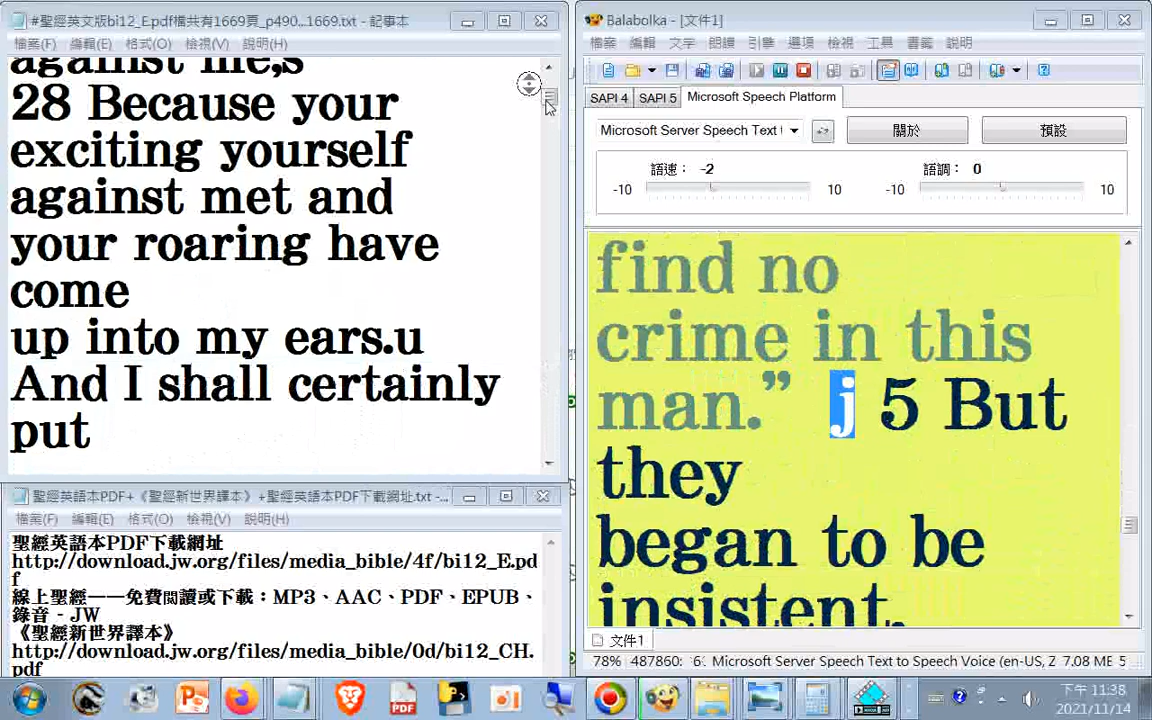 #聖經英文版bi12_E.pdf檔共有1669頁_p490...1669.txt - 記事本
檔案(F) 編輯(E) 格式(O) 檢視(V) 說明(H)
against me,s
28 Because your
exciting yourself
against met and
your roaring have
come
up into my ears.u
And I shall certainly
put
聖經英語本PDF+《聖經新世界譯本》+聖經英語本PDF下載網址.txt -...
檔案(F) 編輯(E) 格式(O) 檢視(V) 說明(H)
聖經英語本PDF下載網址
http://download.jw.org/files/media_bible/4f/bi12_E.pd
f
線上聖經——免費閱讀或下載：MP3、AAC、PDF、EPUB、
錄音 - JW
《聖經新世界譯本》
http://download.jw.org/files/media_bible/0d/bi12_CH.
pdf
Balabolka - [文件1]
檔案 編輯 文字 朗讀 引擎 選項 檢視 工具 書籤 說明
SAPI 4 SAPI 5 Microsoft Speech Platform
Microsoft Server Speech Text 關於 預設
語速： -2 語調： 0
-10 10 -10 10
find no
crime in this
man.” j 5 But
they
began to be
insistent,
文件1
78% 487860: Microsoft Server Speech Text to Speech Voice (en-US, Z 7.08 MB 5
下午 11:38
2021/11/14